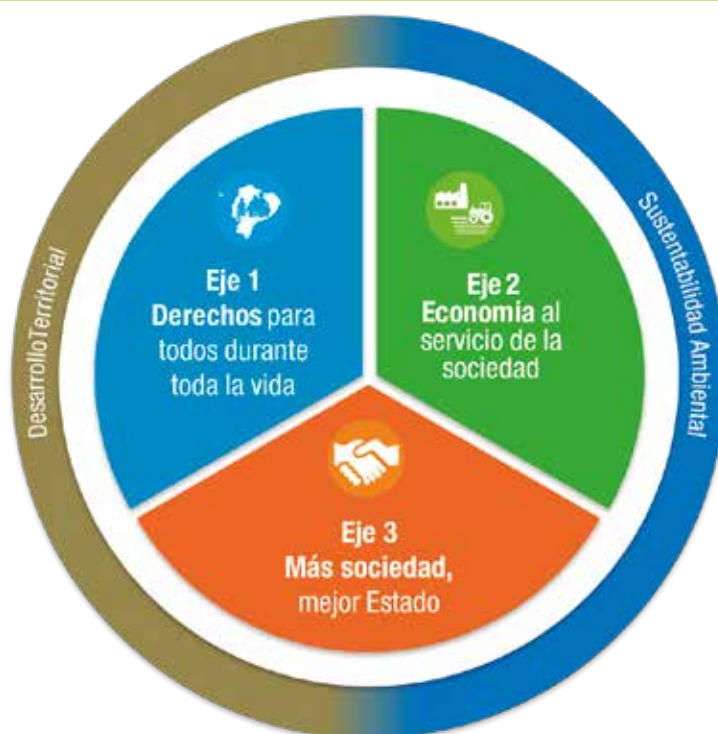 Eje 1
Derechos para
todos durante
toda la vida
Eje 2
Economía al
servicio de la
sociedad
Eje 3
Más sociedad,
mejor Estado
DesarrolloTerritorial
Sustentabilidad Ambiental